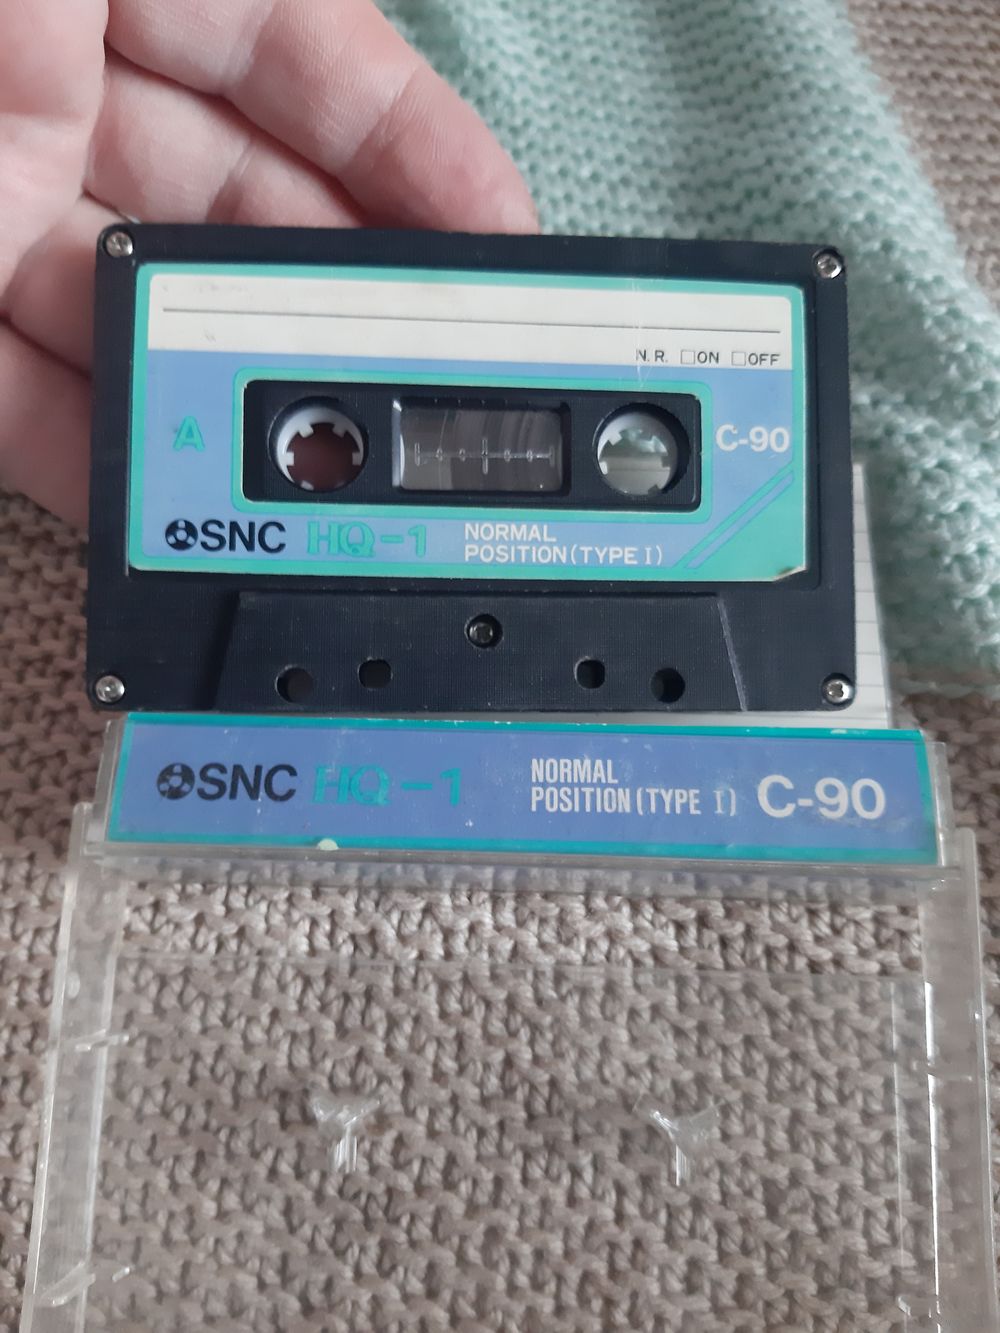 N.R. □ON □OFF
A
C-90
SNC HQ-1 NORMAL
POSITION (TYPE I)
SNC HQ-1 NORMAL
POSITION (TYPE I) C-90